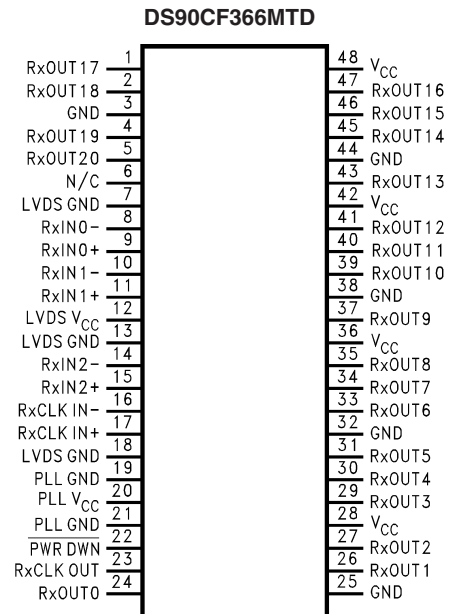 DS90CF366MTD
RxOUT17 1 48 VCC
RxOUT18 2 47 RxOUT16
GND 3 46 RxOUT15
RxOUT19 4 45 RxOUT14
RxOUT20 5 44 GND
N/C 6 43 RxOUT13
LVDS GND 7 42 VCC
RxIN0- 8 41 RxOUT12
RxIN0+ 9 40 RxOUT11
RxIN1- 10 39 RxOUT10
RxIN1+ 11 38 GND
LVDS VCC 12 37 RxOUT9
LVDS GND 13 36 VCC
RxIN2- 14 35 RxOUT8
RxIN2+ 15 34 RxOUT7
RxCLK IN- 16 33 RxOUT6
RxCLK IN+ 17 32 GND
LVDS GND 18 31 RxOUT5
PLL GND 19 30 RxOUT4
PLL VCC 20 29 RxOUT3
PLL GND 21 28 VCC
PWR DWN 22 27 RxOUT2
RxCLK OUT 23 26 RxOUT1
RxOUT0 24 25 GND